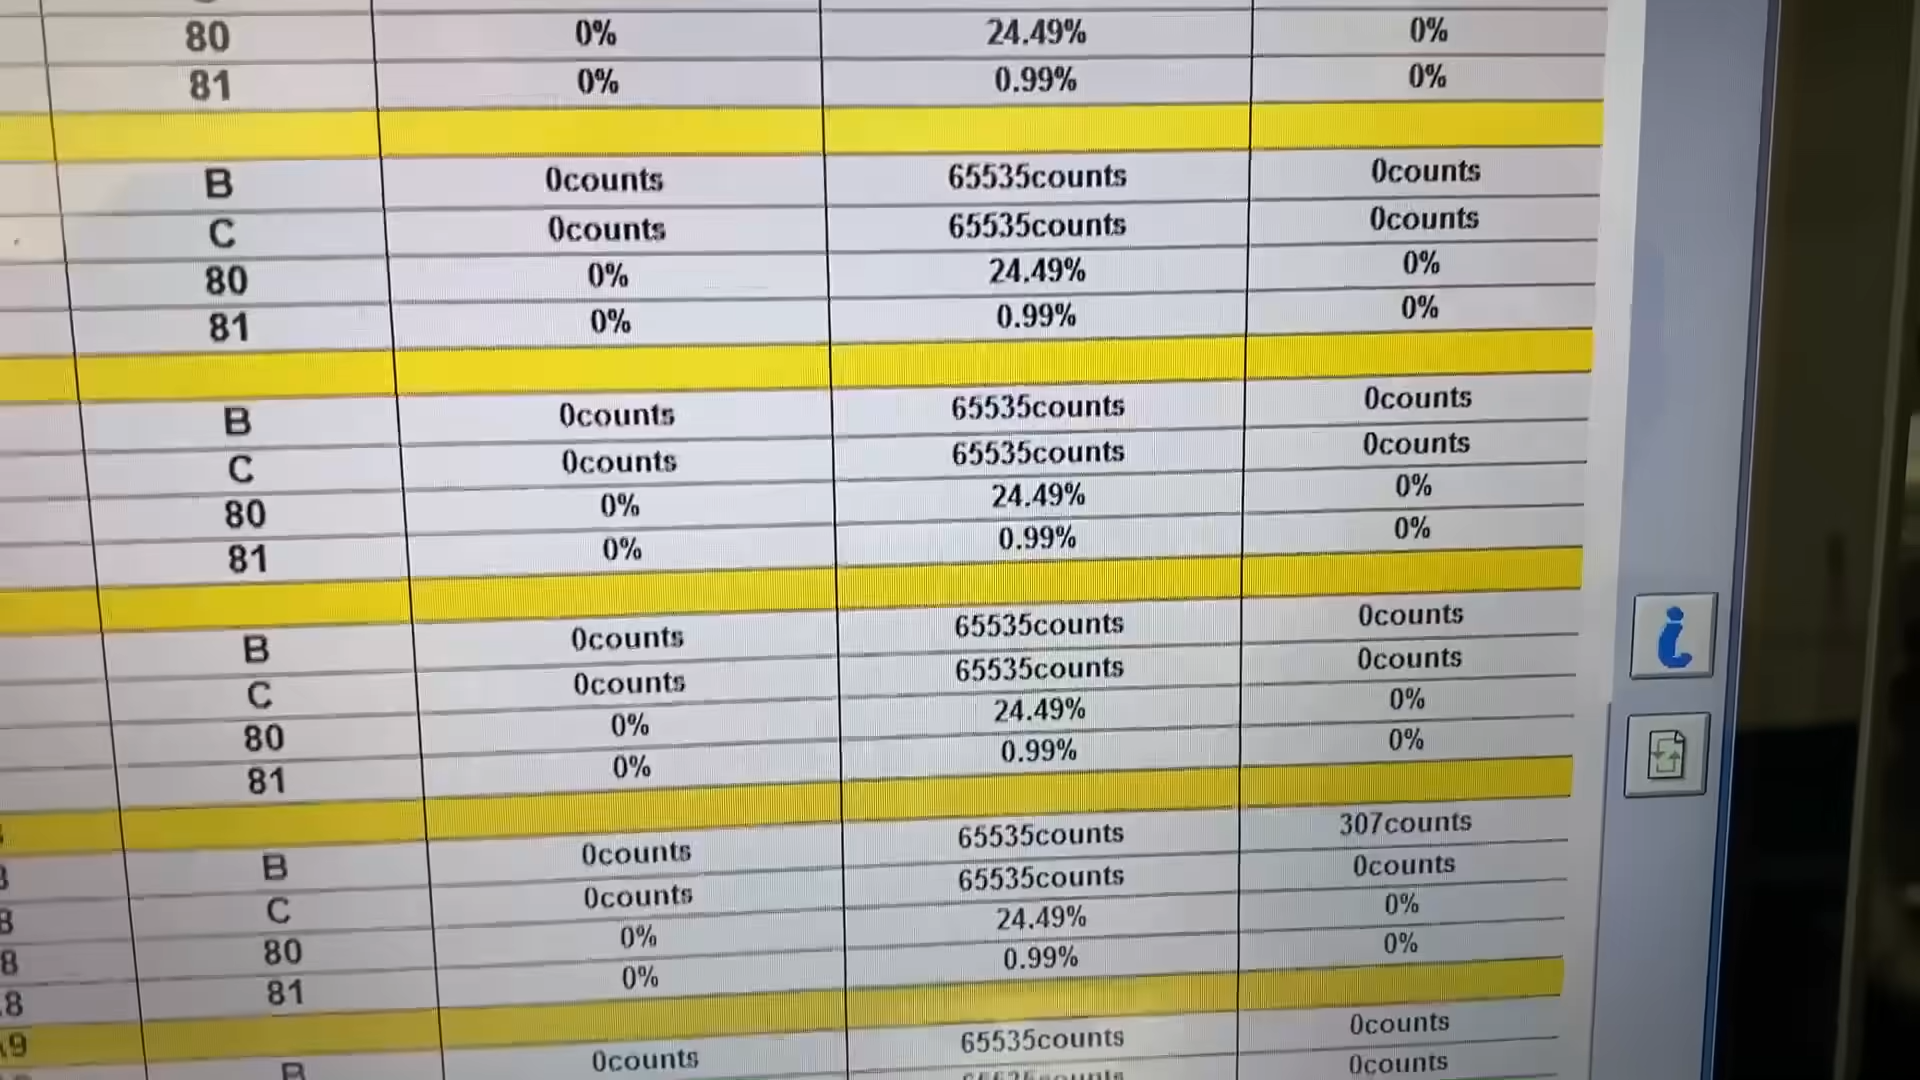 80 0% 24.49% 0%
81 0% 0.99% 0%
B 0counts 65535counts 0counts
C 0counts 65535counts 0counts
80 0% 24.49% 0%
81 0% 0.99% 0%
B 0counts 65535counts 0counts
C 0counts 65535counts 0counts
80 0% 24.49% 0%
81 0% 0.99% 0%
B 0counts 65535counts 0counts
C 0counts 65535counts 0counts
80 0% 24.49% 0%
81 0% 0.99% 0%
B 0counts 65535counts 307counts
8 C 0counts 65535counts 0counts
8 80 0% 24.49% 0%
.8 81 0% 0.99% 0%
9
B 0counts 65535counts 0counts
0counts